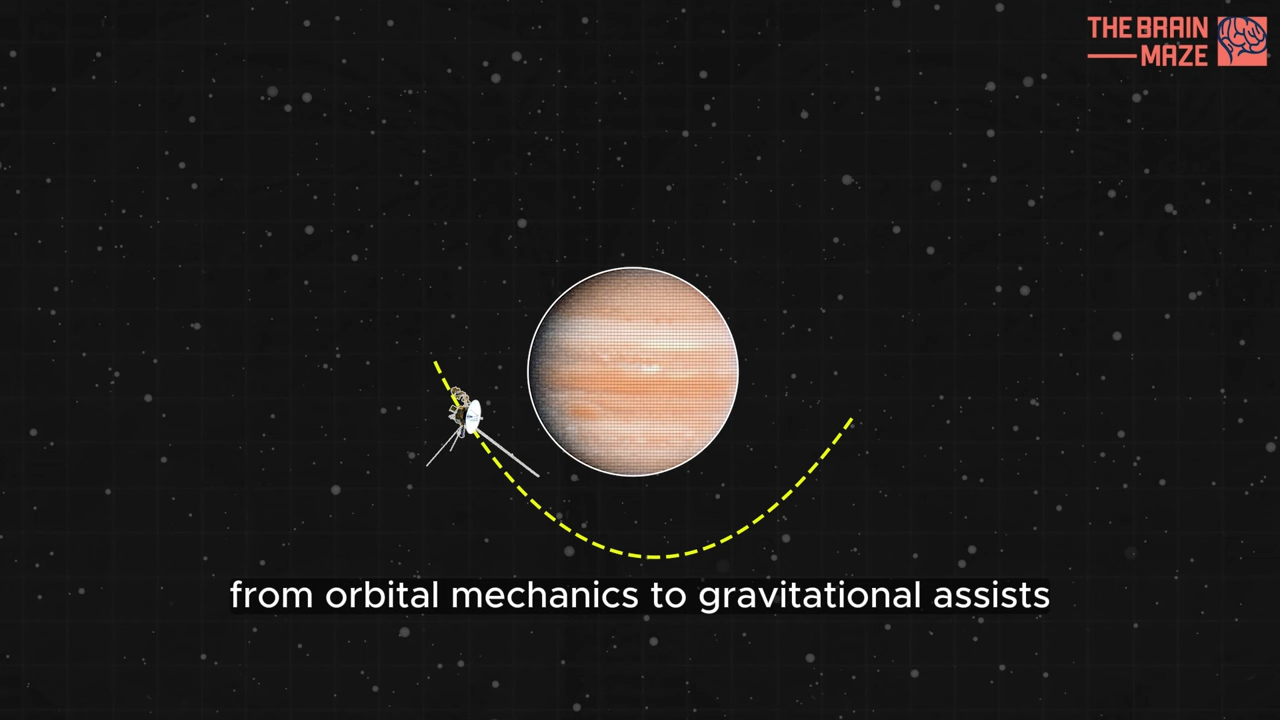 THE BRAIN
MAZE
from orbital mechanics to gravitational assists